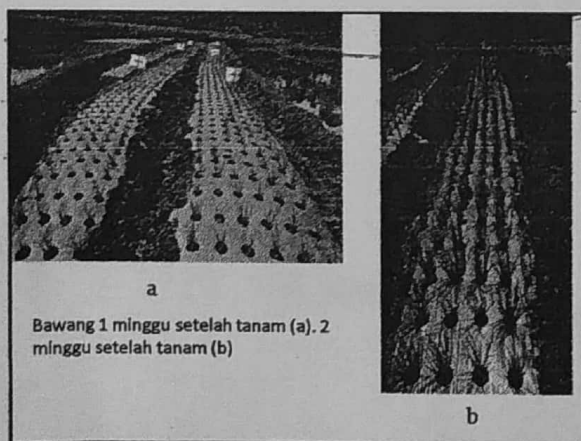 a
Bawang 1 minggu setelah tanam (a). 2
minggu setelah tanam (b)
b